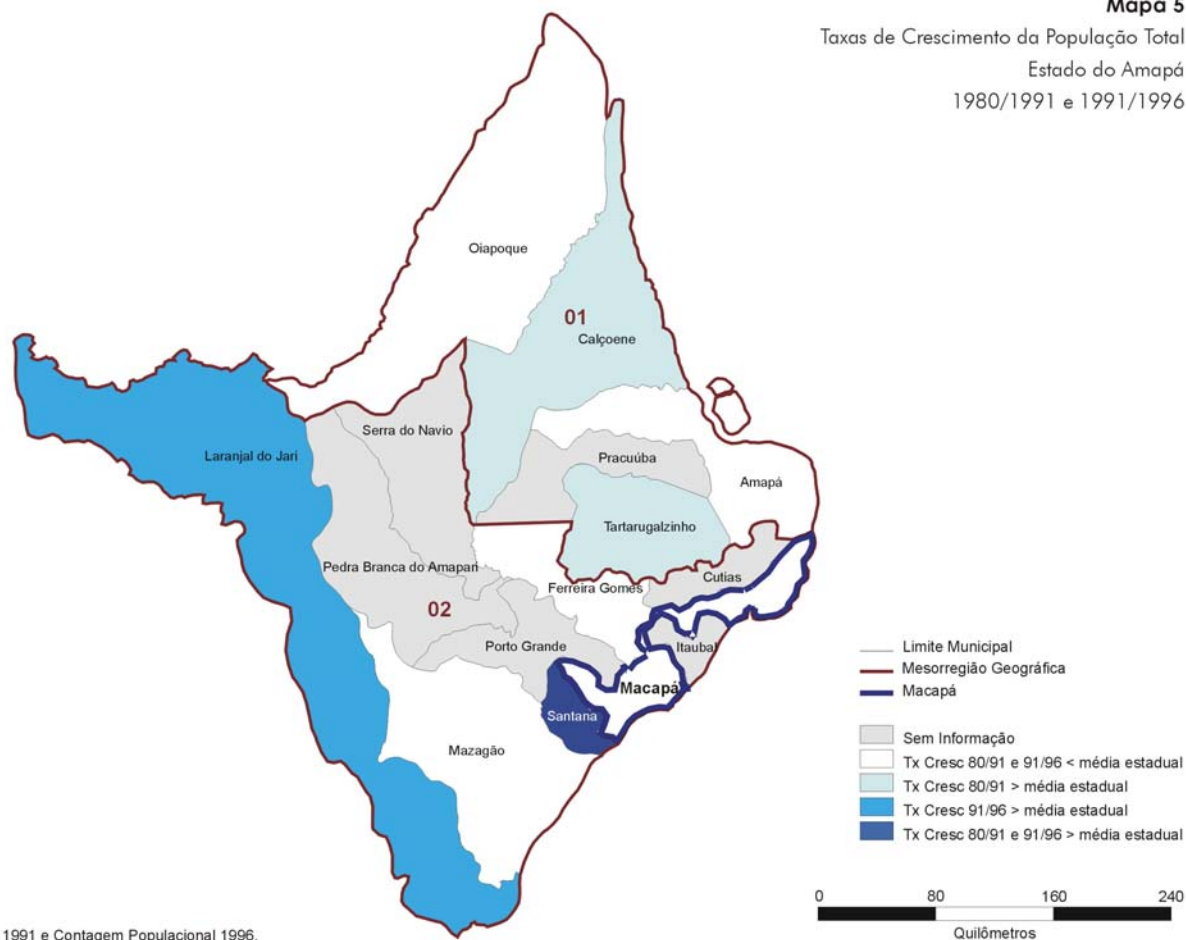 Mapa 5
Taxas de Crescimento da População Total
Estado do Amapá
1980/1991 e 1991/1996
Oiapoque
01
Calçoene
Serra do Navio
Laranjal do Jari
Pracuúba
Amapá
Tartarugalzinho
Pedra Branca do Amapari
Cutias
Ferreira Gomes
02
Porto Grande
Itaubal
Macapá
Santana
Mazagão
Limite Municipal
Mesorregião Geográfica
Macapá
Sem Informação
Tx Cresc 80/91 e 91/96 < média estadual
Tx Cresc 80/91 > média estadual
Tx Cresc 91/96 > média estadual
Tx Cresc 80/91 e 91/96 > média estadual
0 80 160 240
Quilômetros
1991 e Contagem Populacional 1996.